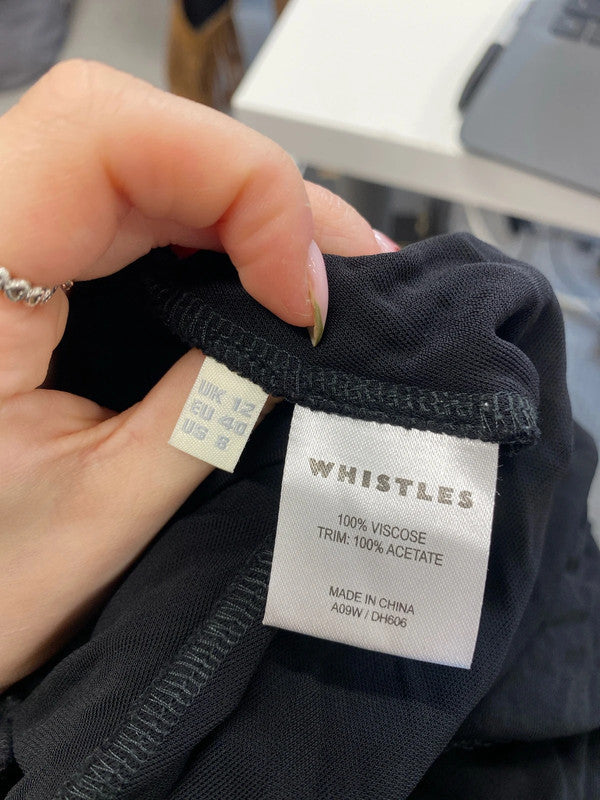 UK 12
EU 40
US 8
WHISTLES
100% VISCOSE
TRIM: 100% ACETATE
MADE IN CHINA
A09W / DH606